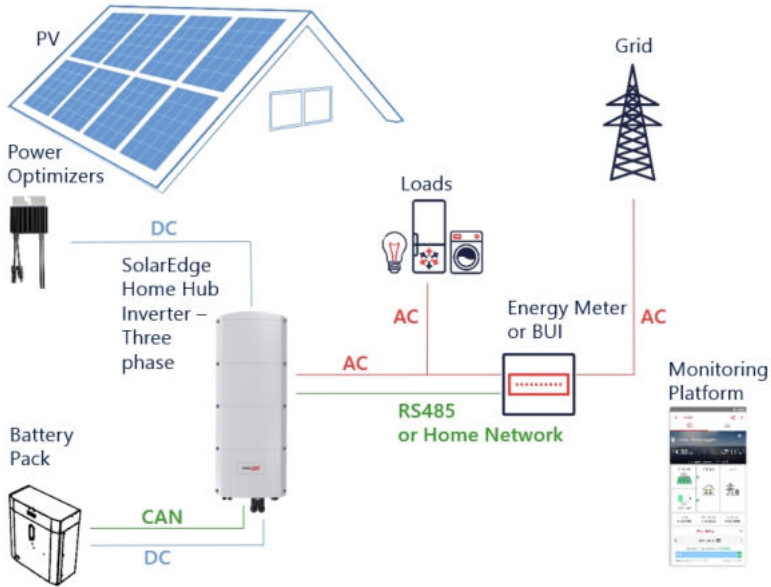 PV
Grid
Power
Optimizers
Loads
DC
SolarEdge
Home Hub
Inverter –
Three
phase
Energy Meter
or BUI
AC
AC
AC
Monitoring
Platform
RS485
or Home Network
Battery
Pack
CAN
DC